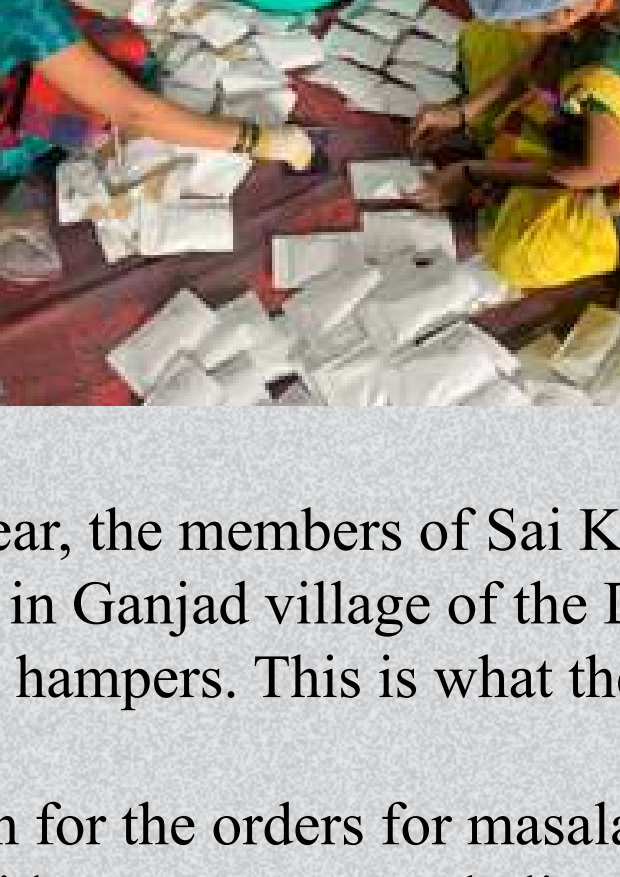 ear, the members of Sai K
in Ganjad village of the D
hampers. This is what the
for the orders for masala